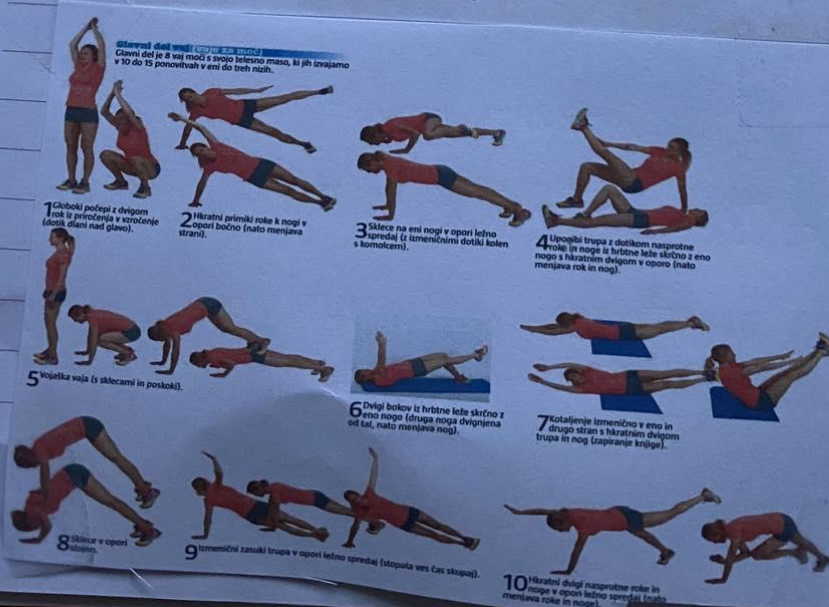 Glavni del vaj: (vaje za moč)
Glavni del je 8 vaj moči s svojo telesno maso, ki jih izvajamo
v 10 do 15 ponovitvah v eni do treh nizih.
1 Globoki počepi z dvigom
rok iz priročenja v vzročenje
(dotik dlani nad glavo).
2 Hkratni primiki roke k nogi v
opori bočno (nato menjava
strani).
3 Sklece na eni nogi v opori ležno
spredaj (z izmeničnimi dotiki kolen
s komolcem).
4 Upogibi trupa z dotikom nasprotne
roke in noge iz hrbtne leže skrčno z eno
nogo s hkratnim dvigom v oporo (nato
menjava rok in nog).
5 Vojaška vaja (s sklecami in poskoki).
6 Dvigi bokov iz hrbtne leže skrčno z
eno nogo (druga noga dvignjena
od tal, nato menjava nog).
7 Kotaljenje izmenično v eno in
drugo stran s hkratnim dvigom
trupa in nog (zapiranje knjige).
8 Sklece v opori
stojno.
9 Izmenični zasuki trupa v opori ležno spredaj (stopala ves čas skupaj).
10 Hkratni dvigi nasprotne roke in
noge v opori ležno spredaj (nato
menjava roke in noge).